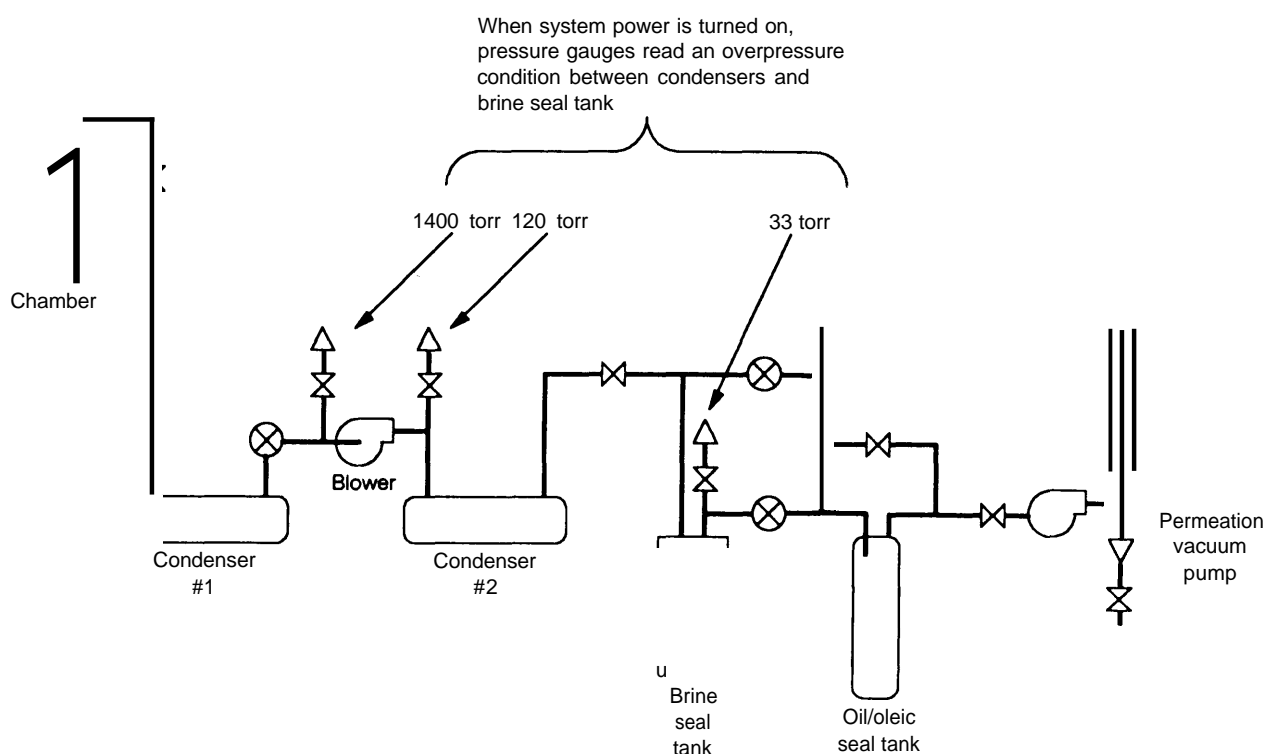 When system power is turned on,
pressure gauges read an overpressure
condition between condensers and
brine seal tank
1400 torr 120 torr
33 torr
Chamber
Blower
Condenser
#1
Condenser
#2
Permeation
vacuum
pump
u
Brine
seal
tank
Oil/oleic
seal tank